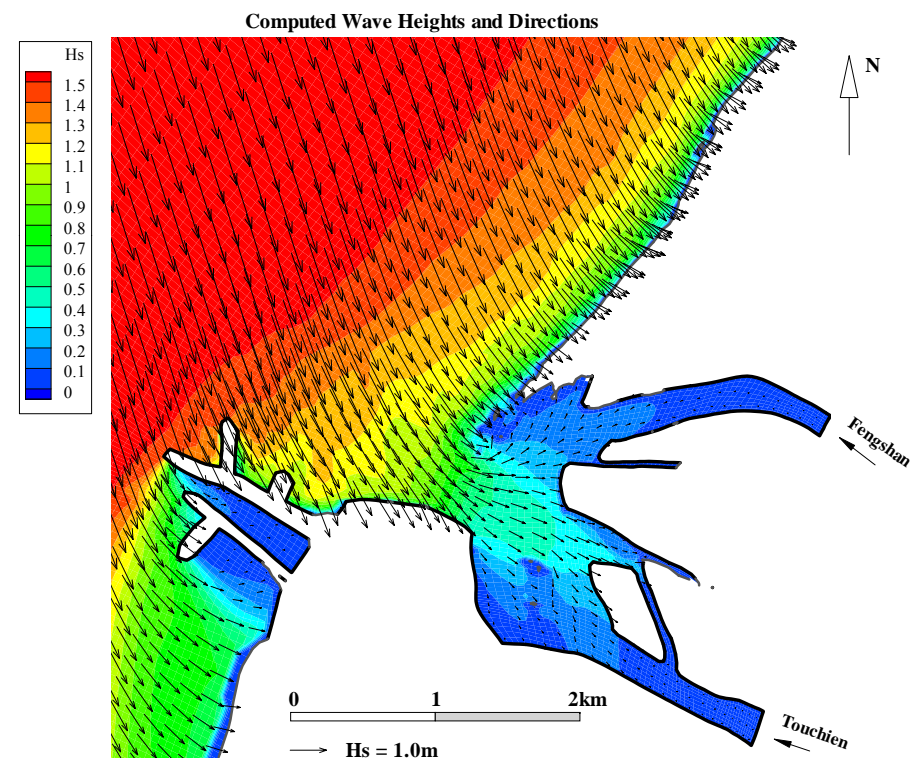 Computed Wave Heights and Directions
Hs
1.5
1.4
1.3
1.2
1.1
1
0.9
0.8
0.7
0.6
0.5
0.4
0.3
0.2
0.1
0
N
Fengshan
Touchien
0 1 2km
Hs = 1.0m